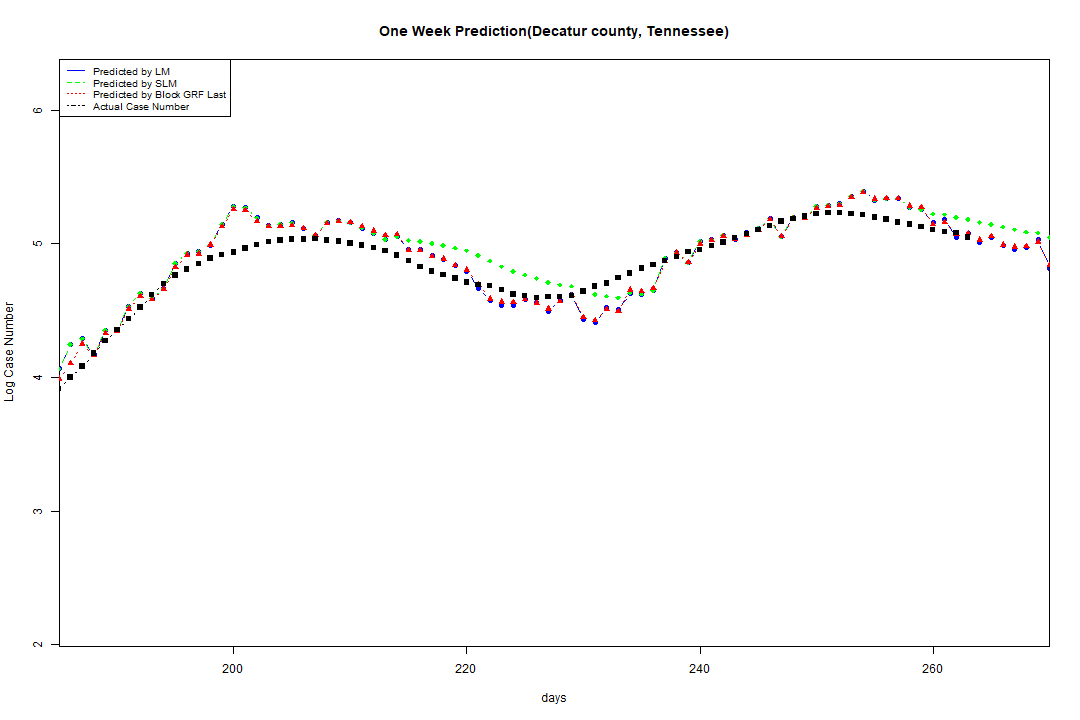 One Week Prediction(Decatur county, Tennessee)
Predicted by LM
Predicted by SLM
Predicted by Block GRF Last
Actual Case Number
6
5
4
3
2
Log Case Number
200
220
240
260
days